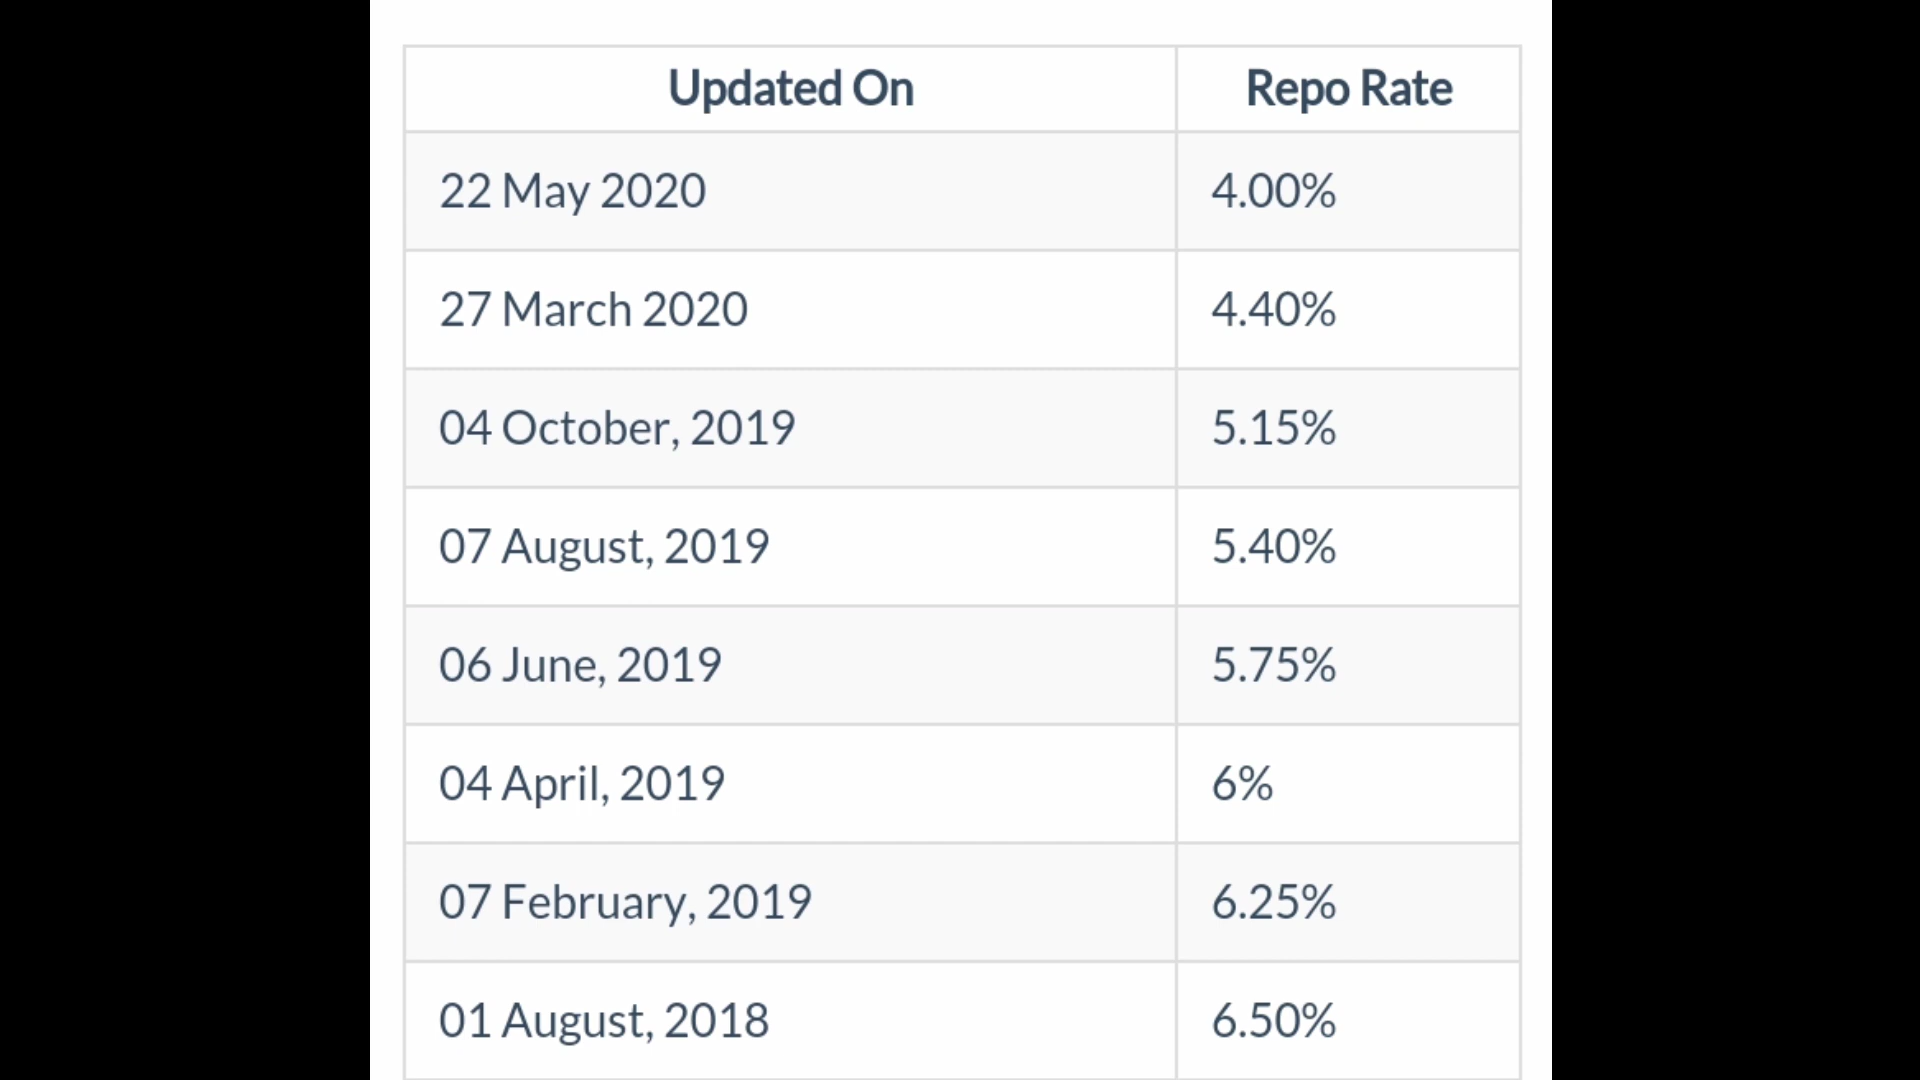 Updated On Repo Rate
22 May 2020 4.00%
27 March 2020 4.40%
04 October, 2019 5.15%
07 August, 2019 5.40%
06 June, 2019 5.75%
04 April, 2019 6%
07 February, 2019 6.25%
01 August, 2018 6.50%